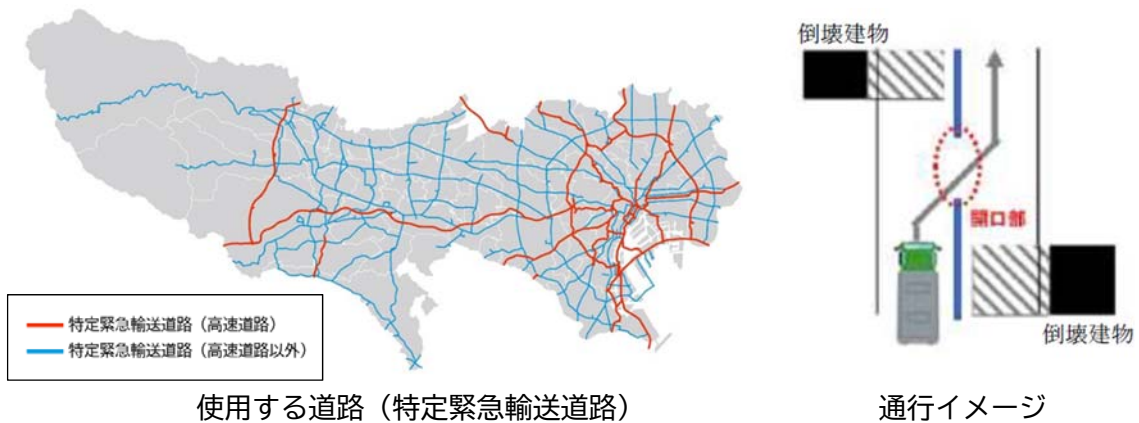 倒壊建物
開口部
倒壊建物
特定緊急輸送道路（高速道路）
特定緊急輸送道路（高速道路以外）
使用する道路（特定緊急輸送道路）
通行イメージ